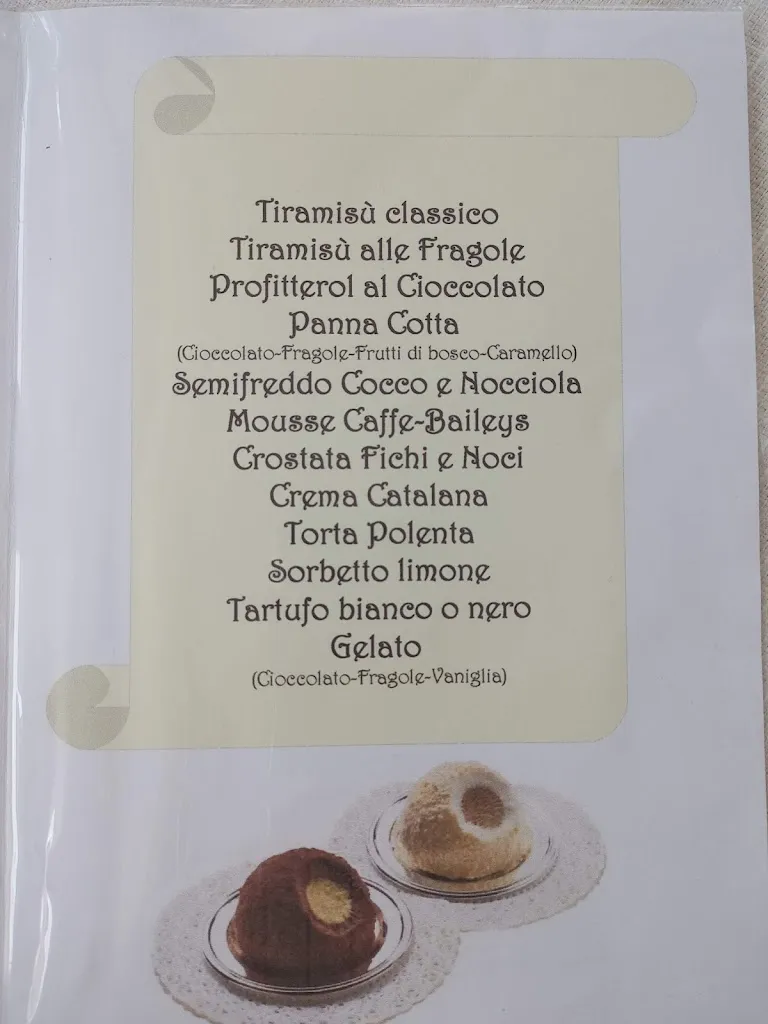 Tiramisù classico
Tiramisù alle Fragole
Profitterol al Cioccolato
Panna Cotta
(Cioccolato-Fragole-Frutti di bosco-Caramello)
Semifreddo Cocco e Nocciola
Mousse Caffe-Baileys
Crostata Fichi e Noci
Crema Catalana
Torta Polenta
Sorbetto limone
Tartufo bianco o nero
Gelato
(Cioccolato-Fragole-Vaniglia)